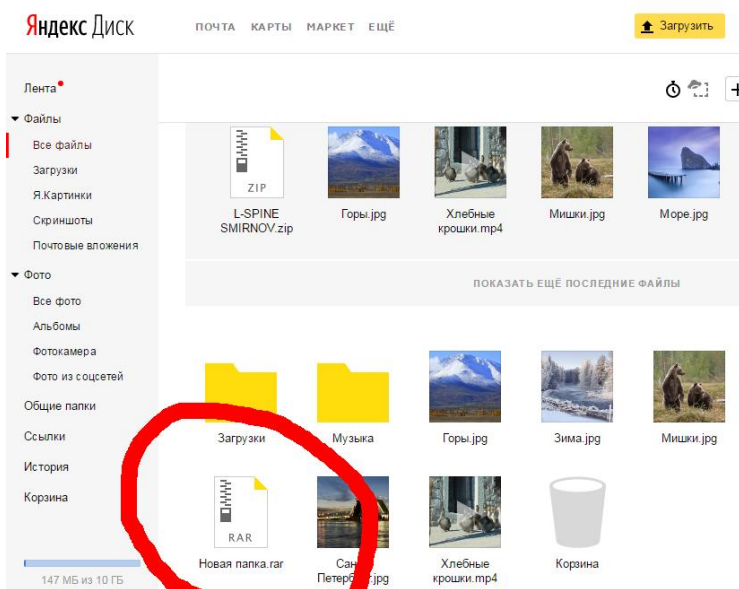 Яндекс Диск
ПОЧТА КАРТЫ МАРКЕТ ЕЩЁ
Загрузить
Лента
Файлы
Все файлы
Загрузки
Я.Картинки
Скриншоты
Почтовые вложения
Фото
Все фото
Альбомы
Фотокамера
Фото из соцсетей
Общие папки
Ссылки
История
Корзина
147 МБ из 10 ГБ
ZIP
L-SPINE
SMIRNOV.zip
Горы.jpg
Хлебные
крошки.mp4
Мишки.jpg
Море.jpg
ПОКАЗАТЬ ЕЩЁ ПОСЛЕДНИЕ ФАЙЛЫ
Загрузки
Музыка
Горы.jpg
Зима.jpg
Мишки.jpg
RAR
Новая папка.rar
Хлебные
крошки.mp4
Корзина